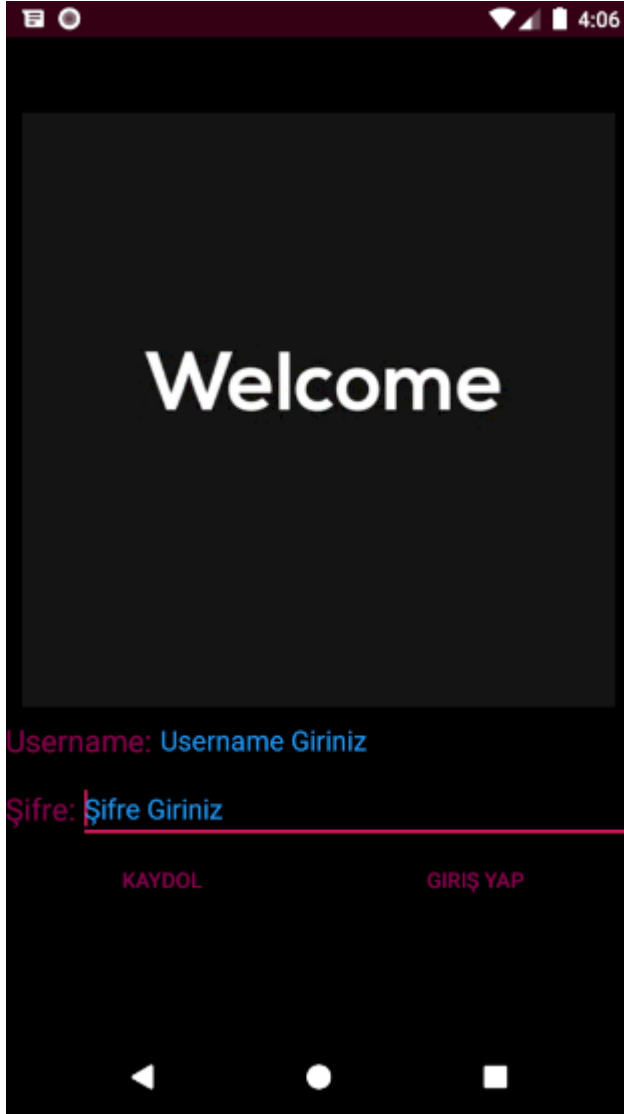 4:06
Welcome
Username: Username Giriniz
Şifre: Şifre Giriniz
KAYDOL GIRIŞ YAP